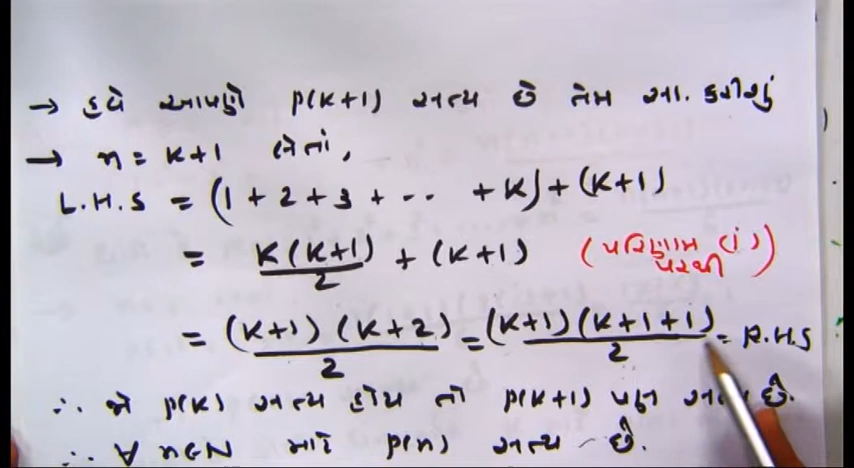 → હવે આપણે P(K+1) સત્ય છે તેમ સા. કરીશું
→ n = K+1 લેતાં,
L.H.S = (1 + 2 + 3 + ·· + K) + (K+1)
= K(K+1)/2 + (K+1) (પરિણામ (i) પરથી)
= (K+1)(K+2)/2 = (K+1)(K+1+1)/2 = R.H.S
∴ જો P(K) સત્ય હોય તો P(K+1) પણ સત્ય છે.
∴ ∀ n∈N માટે P(n) સત્ય છે.